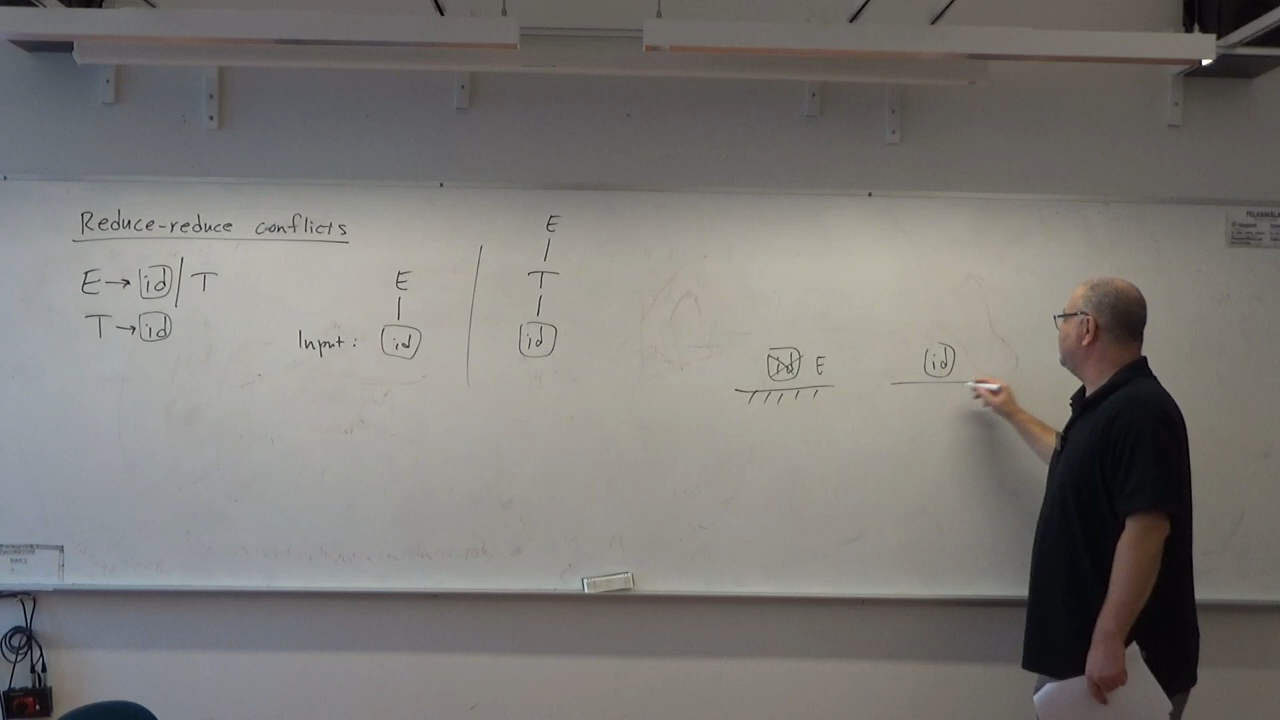 Reduce-reduce conflicts
E → id | T
T → id
Input: id
E
E
T
id
id E
id